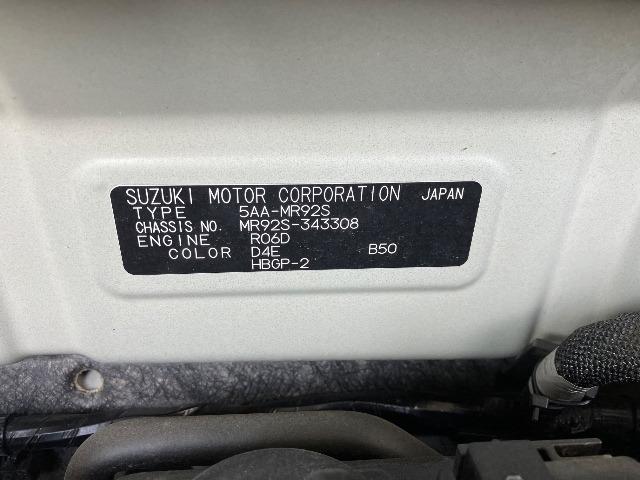 SUZUKI MOTOR CORPORATION JAPAN
TYPE 5AA-MR92S
CHASSIS NO. MR92S-343308
ENGINE R06D
COLOR D4E B50
HBGP-2